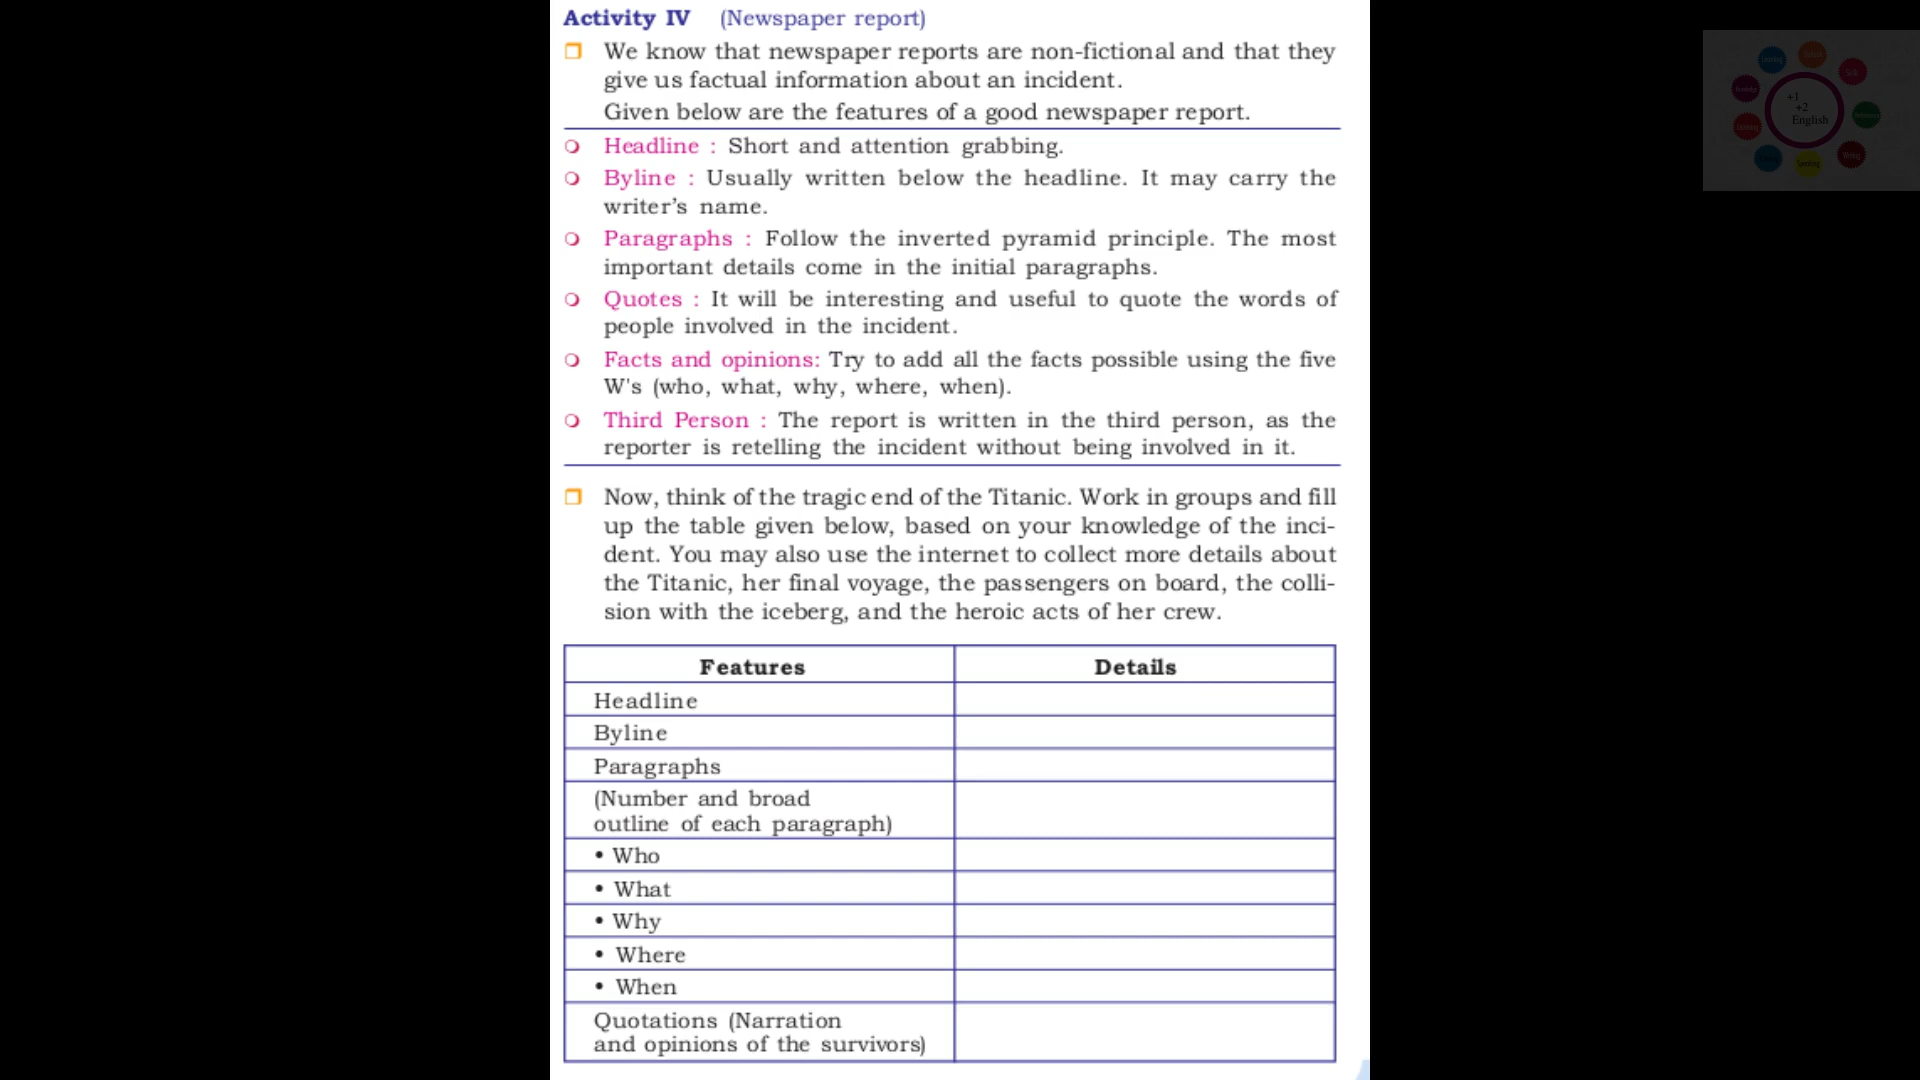 Activity IV (Newspaper report)
We know that newspaper reports are non-fictional and that they
give us factual information about an incident.
Given below are the features of a good newspaper report.
Headline : Short and attention grabbing.
Byline : Usually written below the headline. It may carry the
writer's name.
Paragraphs : Follow the inverted pyramid principle. The most
important details come in the initial paragraphs.
Quotes : It will be interesting and useful to quote the words of
people involved in the incident.
Facts and opinions: Try to add all the facts possible using the five
W's (who, what, why, where, when).
Third Person : The report is written in the third person, as the
reporter is retelling the incident without being involved in it.
Now, think of the tragic end of the Titanic. Work in groups and fill
up the table given below, based on your knowledge of the inci-
dent. You may also use the internet to collect more details about
the Titanic, her final voyage, the passengers on board, the colli-
sion with the iceberg, and the heroic acts of her crew.
Features Details
Headline
Byline
Paragraphs
(Number and broad
outline of each paragraph)
• Who
• What
• Why
• Where
• When
Quotations (Narration
and opinions of the survivors)
+1
+2
English
Skills
Writing
Speaking